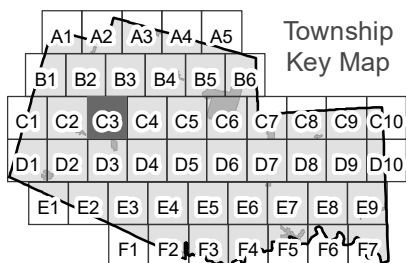 Township
Key Map
A1 A2 A3 A4 A5
B1 B2 B3 B4 B5 B6
C1 C2 C3 C4 C5 C6 C7 C8 C9 C10
D1 D2 D3 D4 D5 D6 D7 D8 D9 D10
E1 E2 E3 E4 E5 E6 E7 E8 E9
F1 F2 F3 F4 F5 F6 F7